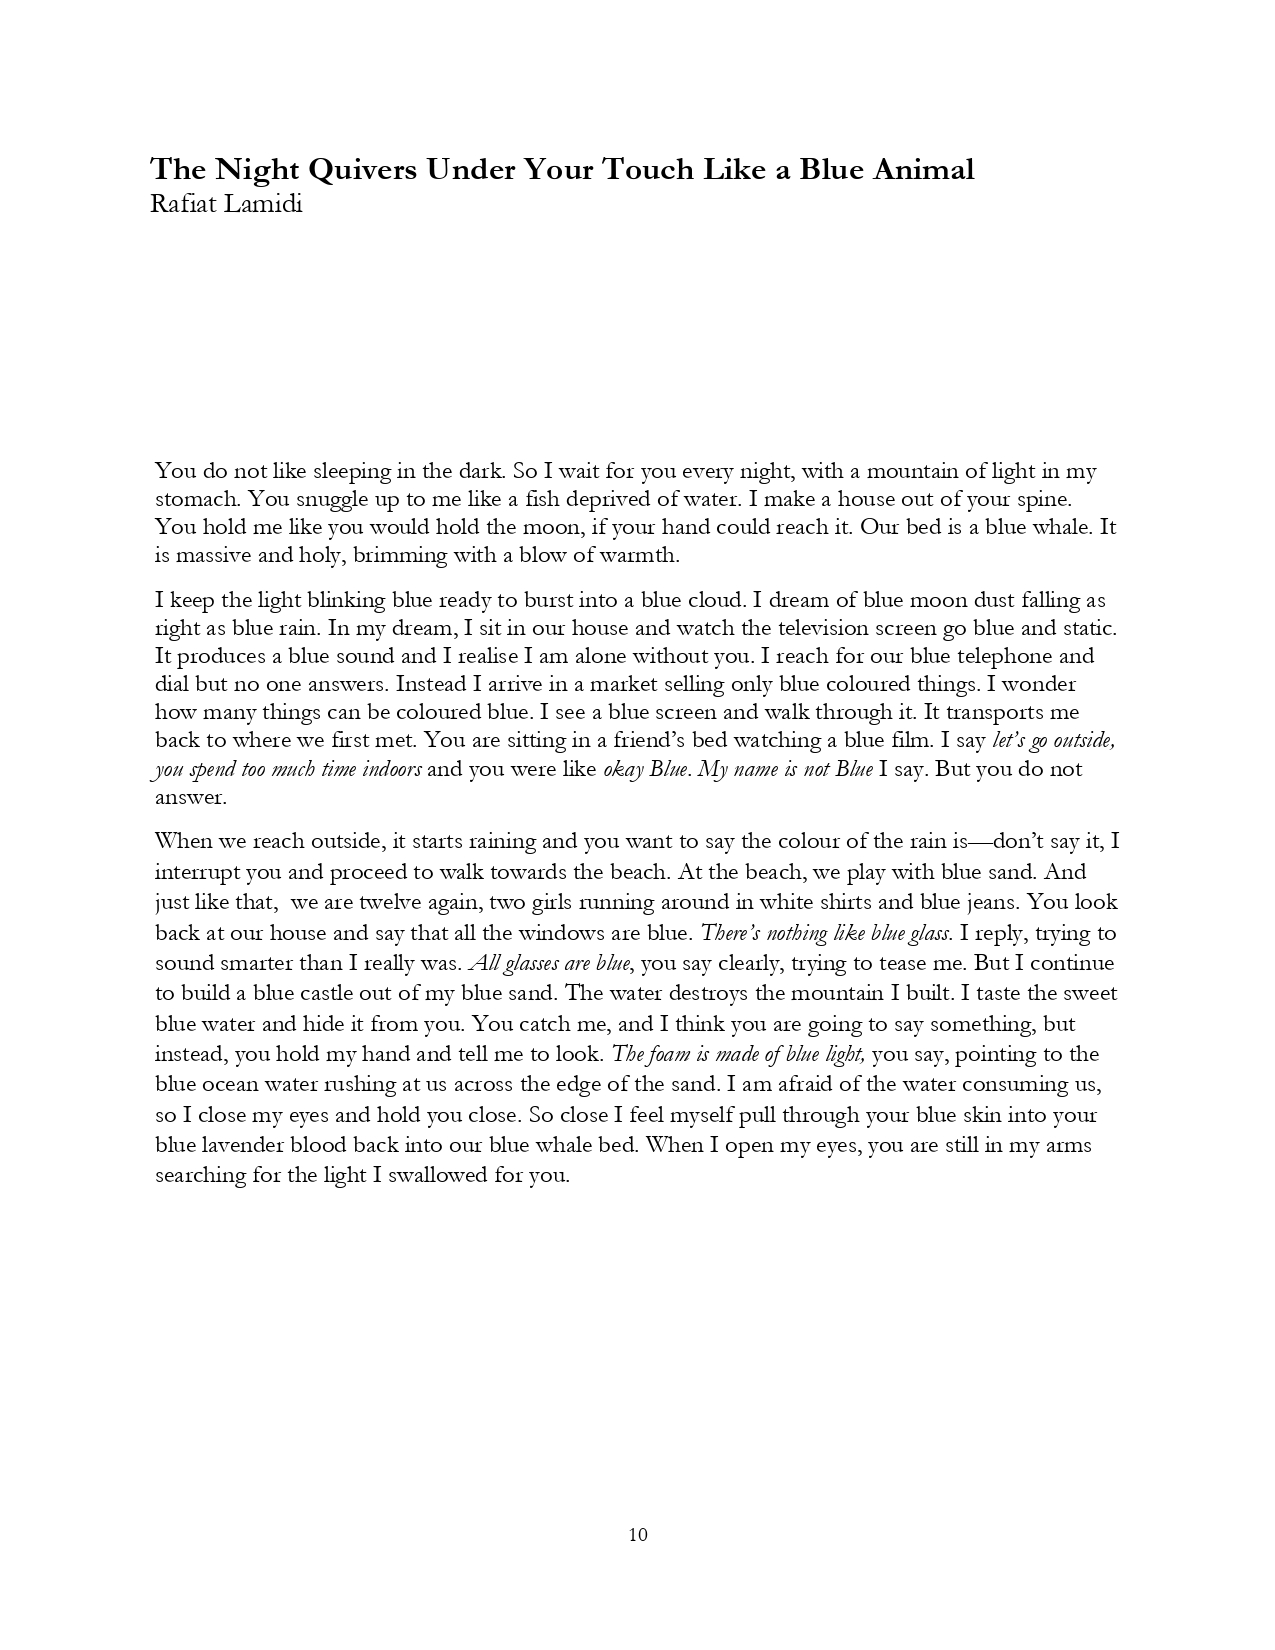 The Night Quivers Under Your Touch Like a Blue Animal
Rafiat Lamidi
You do not like sleeping in the dark. So I wait for you every night, with a mountain of light in my
stomach. You snuggle up to me like a fish deprived of water. I make a house out of your spine.
You hold me like you would hold the moon, if your hand could reach it. Our bed is a blue whale. It
is massive and holy, brimming with a blow of warmth.
I keep the light blinking blue ready to burst into a blue cloud. I dream of blue moon dust falling as
right as blue rain. In my dream, I sit in our house and watch the television screen go blue and static.
It produces a blue sound and I realise I am alone without you. I reach for our blue telephone and
dial but no one answers. Instead I arrive in a market selling only blue coloured things. I wonder
how many things can be coloured blue. I see a blue screen and walk through it. It transports me
back to where we first met. You are sitting in a friend’s bed watching a blue film. I say let’s go outside,
you spend too much time indoors and you were like okay Blue. My name is not Blue I say. But you do not
answer.
When we reach outside, it starts raining and you want to say the colour of the rain is—don’t say it, I
interrupt you and proceed to walk towards the beach. At the beach, we play with blue sand. And
just like that,  we are twelve again, two girls running around in white shirts and blue jeans. You look
back at our house and say that all the windows are blue. There’s nothing like blue glass. I reply, trying to
sound smarter than I really was. All glasses are blue, you say clearly, trying to tease me. But I continue
to build a blue castle out of my blue sand. The water destroys the mountain I built. I taste the sweet
blue water and hide it from you. You catch me, and I think you are going to say something, but
instead, you hold my hand and tell me to look. The foam is made of blue light, you say, pointing to the
blue ocean water rushing at us across the edge of the sand. I am afraid of the water consuming us,
so I close my eyes and hold you close. So close I feel myself pull through your blue skin into your
blue lavender blood back into our blue whale bed. When I open my eyes, you are still in my arms
searching for the light I swallowed for you.
10